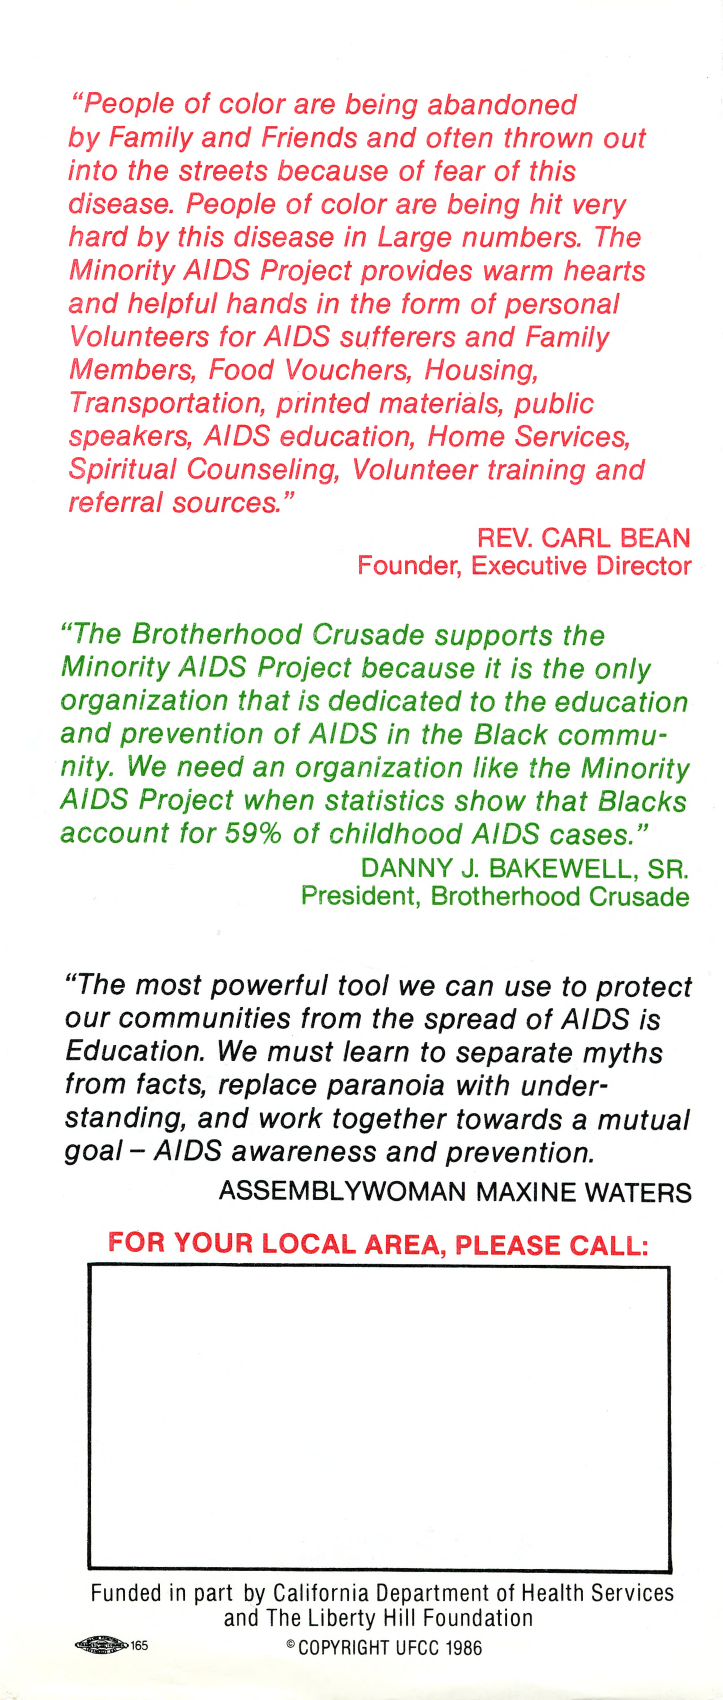 “People of color are being abandoned
by Family and Friends and often thrown out
into the streets because of fear of this
disease. People of color are being hit very
hard by this disease in Large numbers. The
Minority AIDS Project provides warm hearts
and helpful hands in the form of personal
Volunteers for AIDS sufferers and Family
Members, Food Vouchers, Housing,
Transportation, printed materials, public
speakers, AIDS education, Home Services,
Spiritual Counseling, Volunteer training and
referral sources.”
REV. CARL BEAN
Founder, Executive Director
“The Brotherhood Crusade supports the
Minority AIDS Project because it is the only
organization that is dedicated to the education
and prevention of AIDS in the Black commu-
nity. We need an organization like the Minority
AIDS Project when statistics show that Blacks
account for 59% of childhood AIDS cases.”
DANNY J. BAKEWELL, SR.
President, Brotherhood Crusade
“The most powerful tool we can use to protect
our communities from the spread of AIDS is
Education. We must learn to separate myths
from facts, replace paranoia with under-
standing, and work together towards a mutual
goal – AIDS awareness and prevention.
ASSEMBLYWOMAN MAXINE WATERS
FOR YOUR LOCAL AREA, PLEASE CALL:
Funded in part by California Department of Health Services
and The Liberty Hill Foundation
165
©COPYRIGHT UFCC 1986